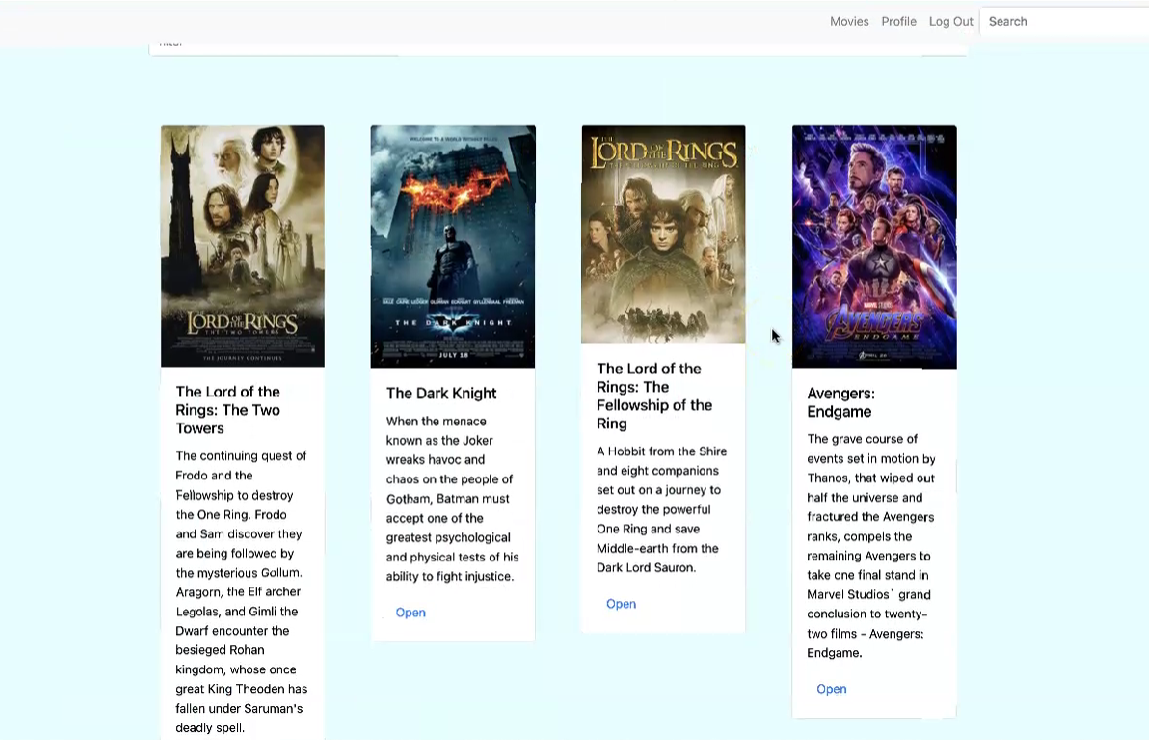 Movies Profile Log Out Search
THE LORD OF THE RINGS
THE TWO TOWERS
THE JOURNEY CONTINUES
The Lord of the
Rings: The Two
Towers
The continuing quest of
Frodo and the
Fellowship to destroy
the One Ring. Frodo
and Sam discover they
are being followed by
the mysterious Gollum.
Aragorn, the Elf archer
Legolas, and Gimli the
Dwarf encounter the
besieged Rohan
kingdom, whose once
great King Theoden has
fallen under Saruman's
deadly spell.
WELCOME TO A WORLD WITHOUT RULES
BALE CAINE LEDGER OLDMAN ECKHART GYLLENHAAL FREEMAN
THE DARK KNIGHT
JULY 18
The Dark Knight
When the menace
known as the Joker
wreaks havoc and
chaos on the people of
Gotham, Batman must
accept one of the
greatest psychological
and physical tests of his
ability to fight injustice.
Open
THE LORD OF THE RINGS
The Lord of the
Rings: The
Fellowship of the
Ring
A Hobbit from the Shire
and eight companions
set out on a journey to
destroy the powerful
One Ring and save
Middle-earth from the
Dark Lord Sauron.
Open
MARVEL STUDIOS
AVENGERS
ENDGAME
Avengers:
Endgame
The grave course of
events set in motion by
Thanos, that wiped out
half the universe and
fractured the Avengers
ranks, compels the
remaining Avengers to
take one final stand in
Marvel Studios' grand
conclusion to twenty-
two films - Avengers:
Endgame.
Open